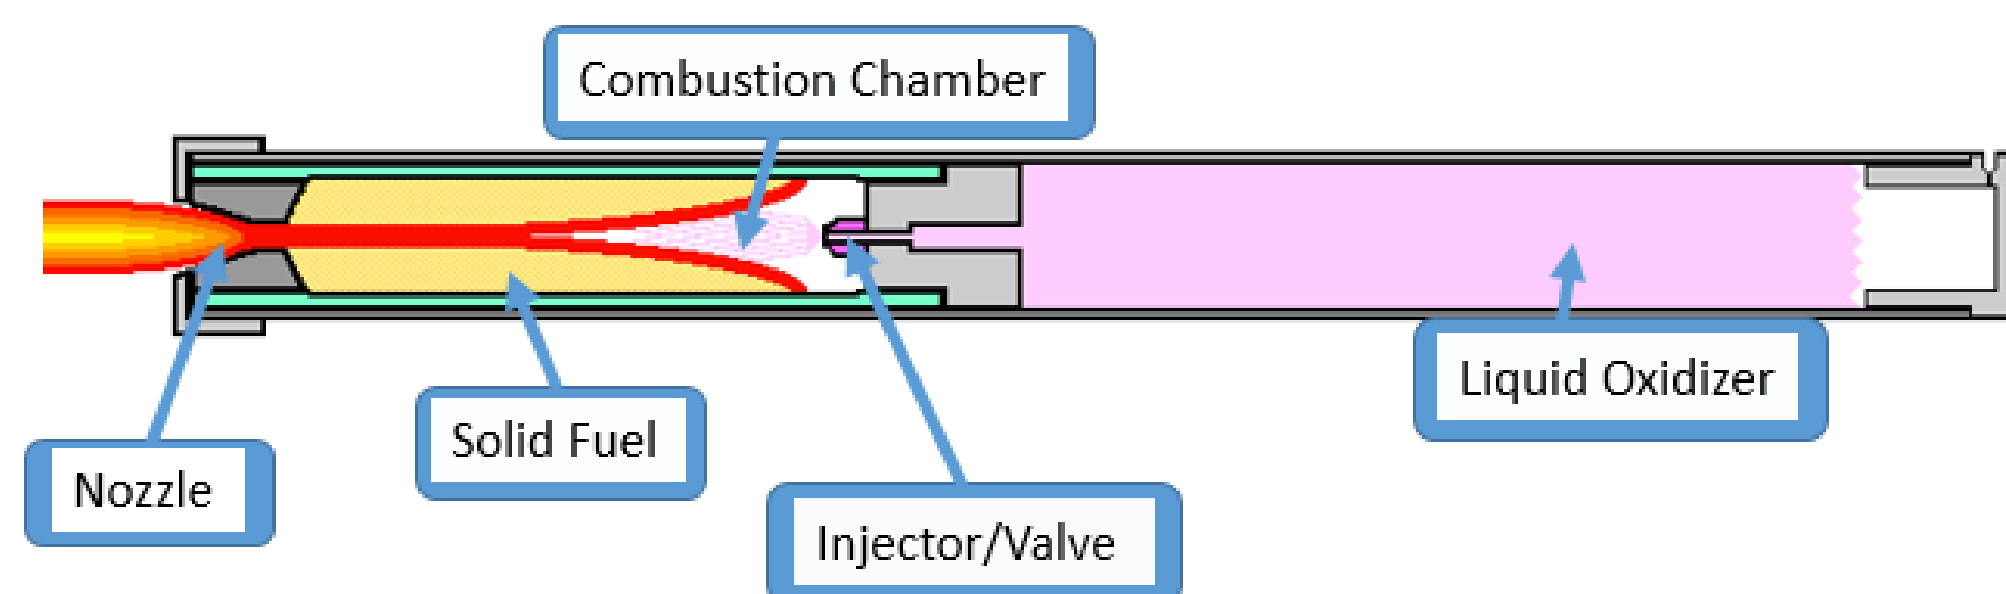 Combustion Chamber
Liquid Oxidizer
Solid Fuel
Nozzle
Injector/Valve